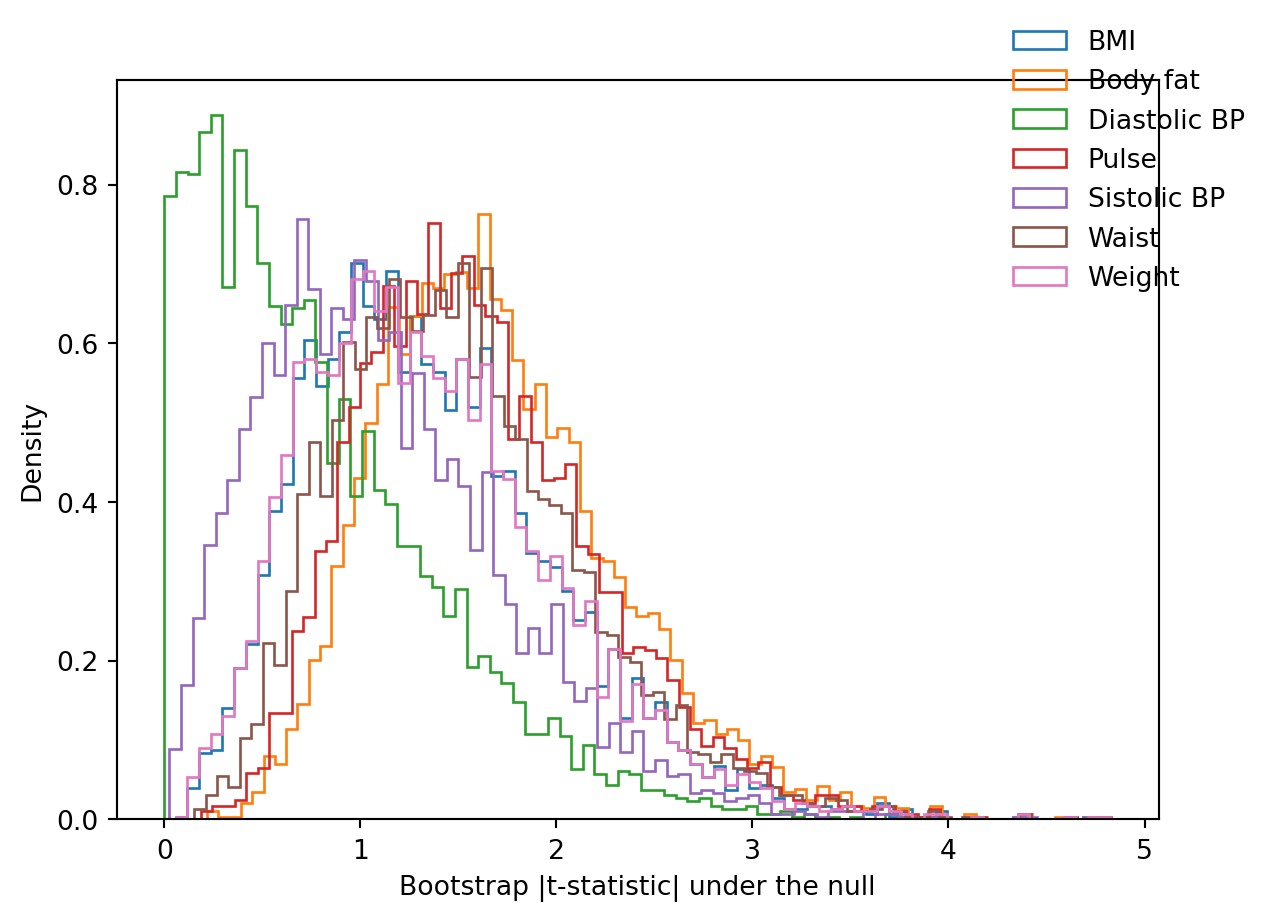 BMI
Body fat
Diastolic BP
Pulse
Sistolic BP
Waist
Weight
0.8
0.6
0.4
0.2
0.0
Density
0 1 2 3 4 5
Bootstrap |t-statistic| under the null